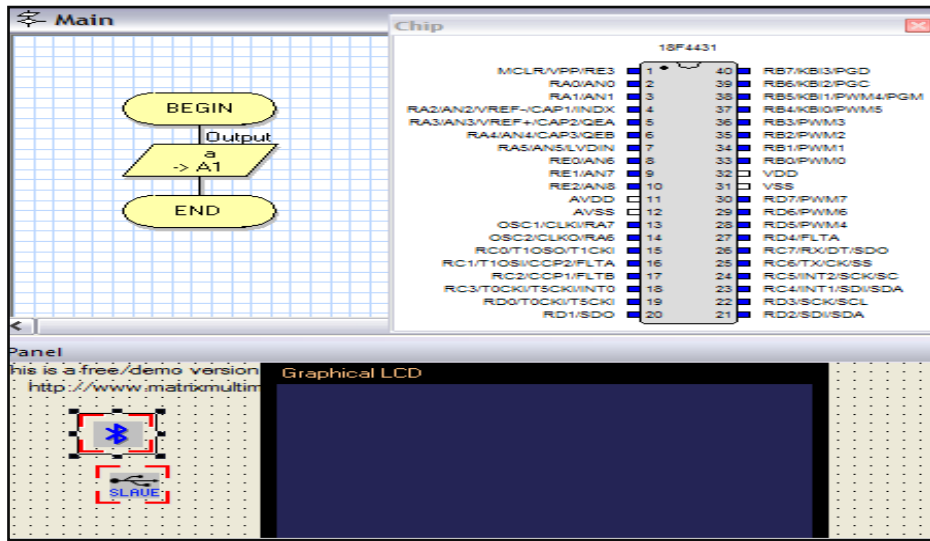 Main
BEGIN
Output
a
-> A1
END
Chip
18F4431
MCLR/VPP/RE3 1 40 RB7/KBI3/PGD
RA0/AN0 2 39 RB6/KBI2/PGC
RA1/AN1 3 38 RB5/KBI1/PWM4/PGM
RA2/AN2/VREF-/CAP1/INDX 4 37 RB4/KBI0/PWM5
RA3/AN3/VREF+/CAP2/QEA 5 36 RB3/PWM3
RA4/AN4/CAP3/QEB 6 35 RB2/PWM2
RA5/AN5/LVDIN 7 34 RB1/PWM1
RE0/AN6 8 33 RB0/PWM0
RE1/AN7 9 32 VDD
RE2/AN8 10 31 VSS
AVDD 11 30 RD7/PWM7
AVSS 12 29 RD6/PWM6
OSC1/CLKI/RA7 13 28 RD5/PWM4
OSC2/CLKO/RA6 14 27 RD4/FLTA
RC0/T1OSO/T1CKI 15 26 RC7/RX/DT/SDO
RC1/T1OSI/CCP2/FLTA 16 25 RC6/TX/CK/SS
RC2/CCP1/FLTB 17 24 RC5/INT2/SCK/SC
RC3/T0CKI/T5CKI/INT0 18 23 RC4/INT1/SDI/SDA
RD0/T0CKI/T5CKI 19 22 RD3/SCK/SCL
RD1/SDO 20 21 RD2/SDI/SDA
Panel
his is a free/demo version
http://www.matrixmultim
Graphical LCD
SLAVE